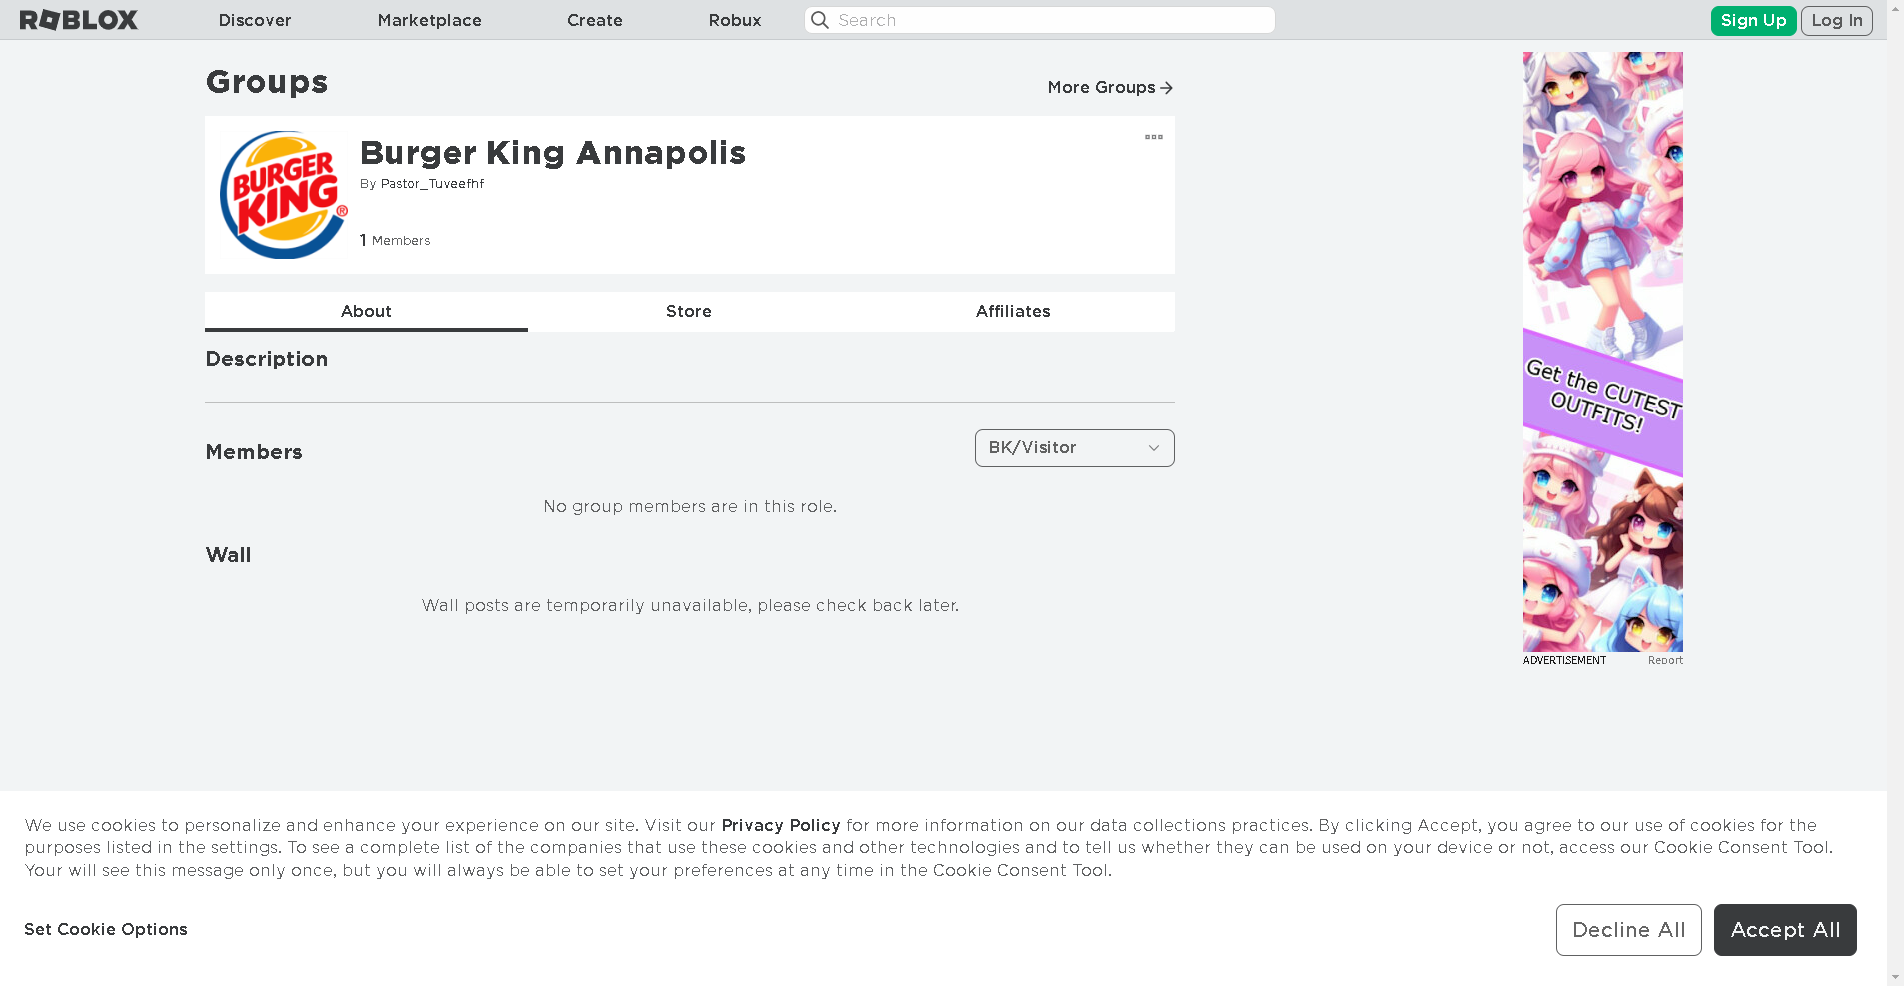 ROBLOX
Discover
Marketplace
Create
Robux
Search
Sign Up
Log In
Groups
More Groups
BURGER
KING
®
Burger King Annapolis
By Pastor_Tuveefhf
1 Members
About
Store
Affiliates
Description
Members
BK/Visitor
No group members are in this role.
Wall
Wall posts are temporarily unavailable, please check back later.
Get the CUTEST
OUTFITS!
ADVERTISEMENT
Report
We use cookies to personalize and enhance your experience on our site. Visit our Privacy Policy for more information on our data collections practices. By clicking Accept, you agree to our use of cookies for the
purposes listed in the settings. To see a complete list of the companies that use these cookies and other technologies and to tell us whether they can be used on your device or not, access our Cookie Consent Tool.
Your will see this message only once, but you will always be able to set your preferences at any time in the Cookie Consent Tool.
Set Cookie Options
Decline All
Accept All